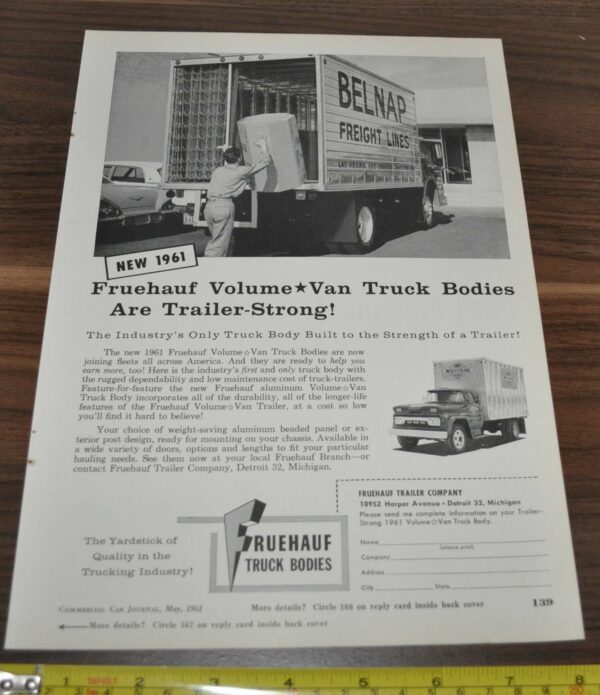 BELNAP
FREIGHT LINES
LAS VEGAS
NEW 1961
Fruehauf Volume★Van Truck Bodies
Are Trailer-Strong!
The Industry's Only Truck Body Built to the Strength of a Trailer!
The new 1961 Fruehauf Volume☆Van Truck Bodies are now
joining fleets all across America. And they are ready to help you
earn more, too! Here is the industry's first and only truck body with
the rugged dependability and low maintenance cost of truck-trailers.
Feature-for-feature the new Fruehauf aluminum Volume☆Van
Truck Body incorporates all of the durability, all of the longer-life
features of the Fruehauf Volume☆Van Trailer, at a cost so low
you'll find it hard to believe!
Your choice of weight-saving aluminum beaded panel or ex-
terior post design, ready for mounting on your chassis. Available in
a wide variety of doors, options and lengths to fit your particular
hauling needs. See them now at your local Fruehauf Branch—or
contact Fruehauf Trailer Company, Detroit 32, Michigan.
FRUEHAUF TRAILER COMPANY
10952 Harper Avenue • Detroit 32, Michigan
Please send me complete information on your Trailer-
Strong 1961 Volume☆Van Truck Body.
Name
(please print)
Company
Address
City State
The Yardstick of
Quality in the
Trucking Industry!
FRUEHAUF
TRUCK BODIES
Commercial Car Journal, May, 1961
More details? Circle 168 on reply card inside back cover
139
More details? Circle 167 on reply card inside back cover
1 2 3 4 5 6 7 8